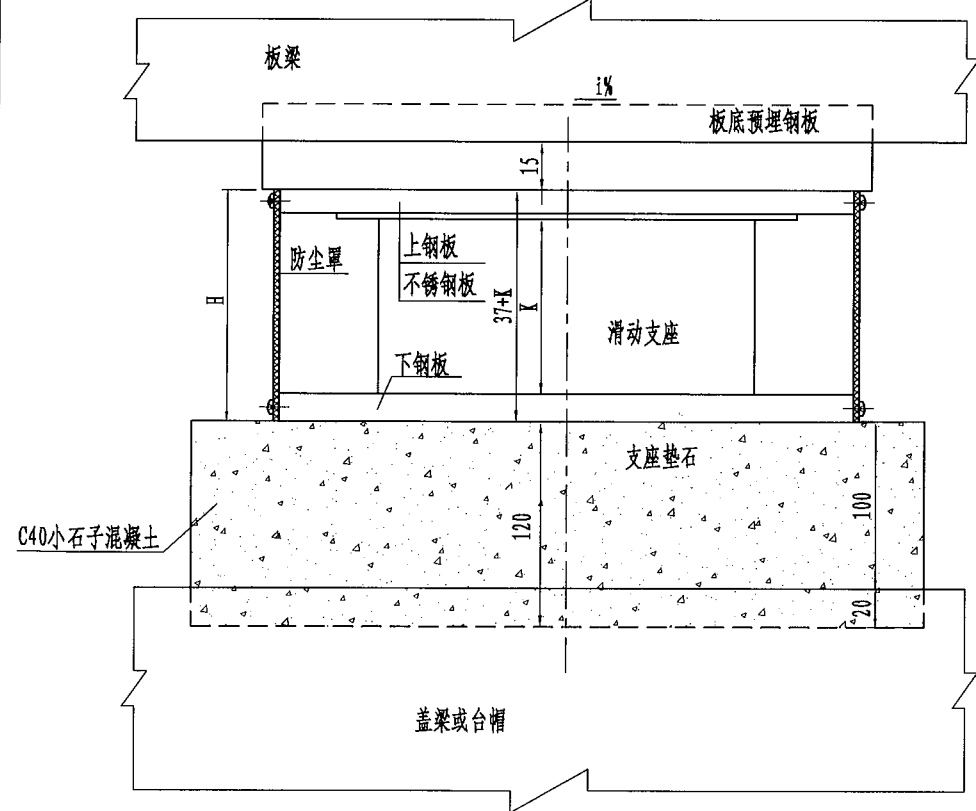 板梁
i%
板底预埋钢板
15
防尘罩
上钢板
不锈钢板
H
37+K
K
滑动支座
下钢板
支座垫石
120
100
C40小石子混凝土
20
盖梁或台帽